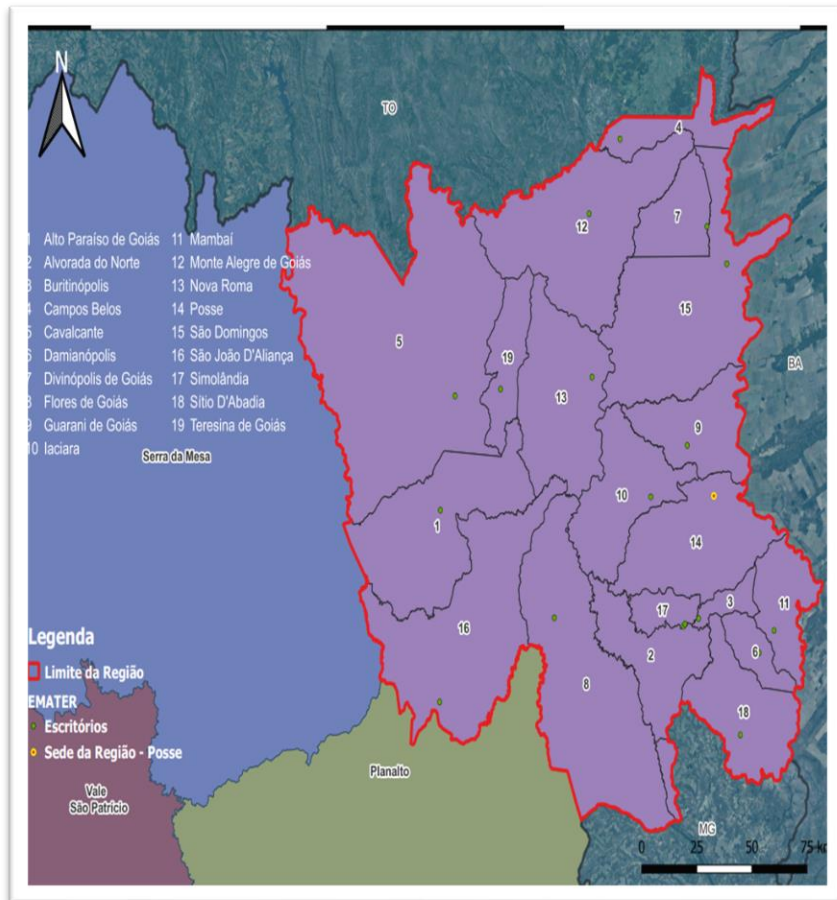 N
TO
4
12
7
1 Alto Paraíso de Goiás 11 Mambaí
2 Alvorada do Norte 12 Monte Alegre de Goiás
3 Buritinópolis 13 Nova Roma
4 Campos Belos 14 Posse
5 Cavalcante 15 São Domingos
6 Damianópolis 16 São João D'Aliança
7 Divinópolis de Goiás 17 Simolândia
8 Flores de Goiás 18 Sítio D'Abadia
9 Guarani de Goiás 19 Teresina de Goiás
10 Iaciara
Serra da Mesa
15
5
19
13
BA
9
10
1
14
17
3
11
16
2
6
8
18
Legenda
Limite da Região
EMATER
Escritórios
Sede da Região - Posse
Vale
São Patrício
Planalto
MG
0 25 50 75 km